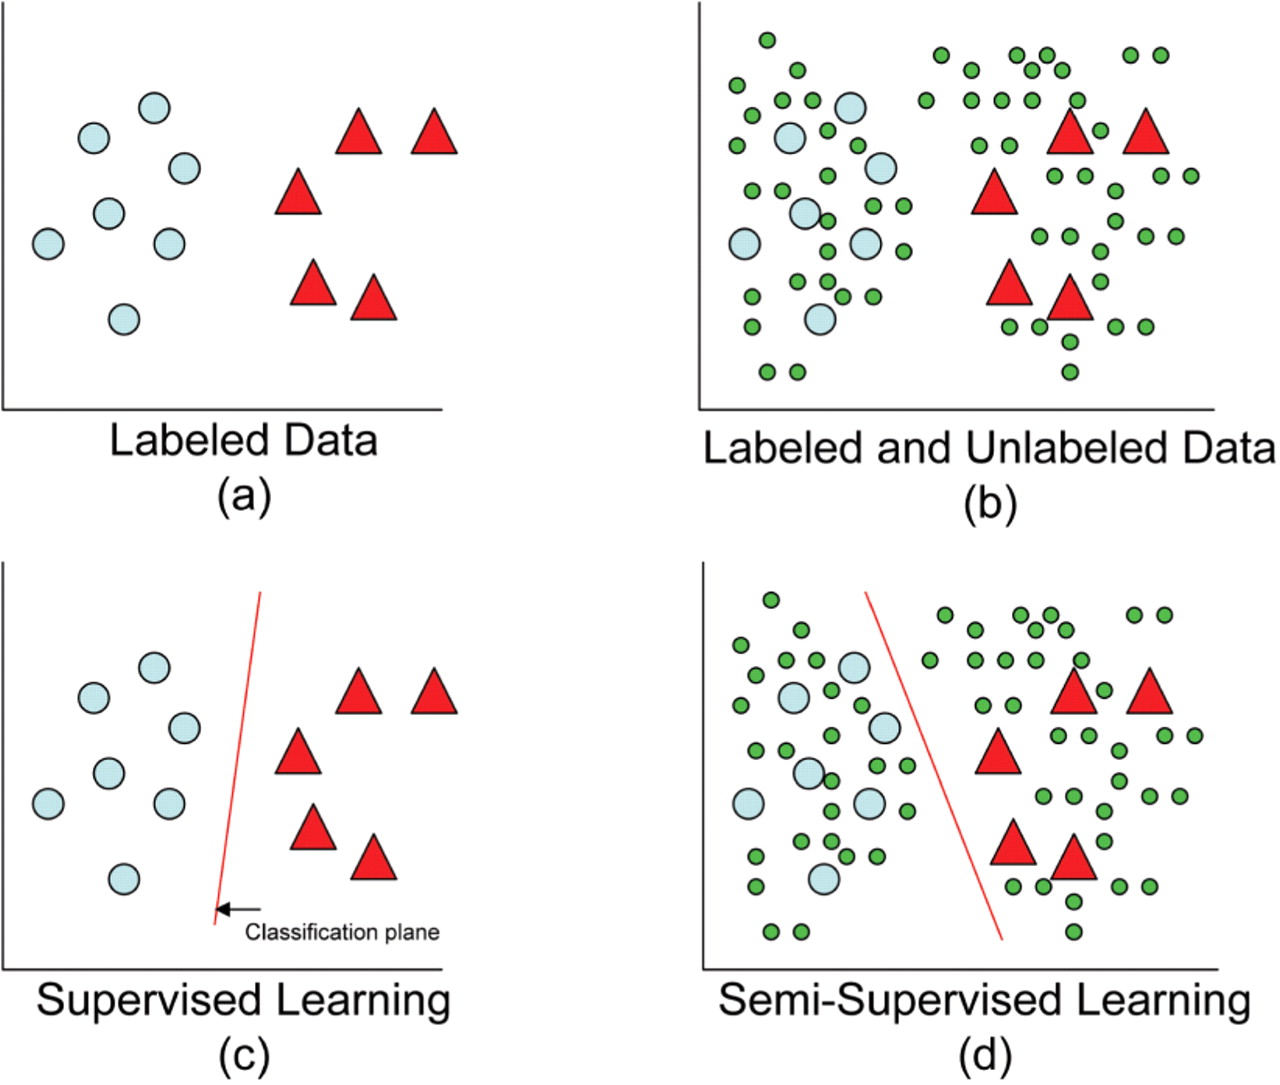 Labeled Data
(a)
Labeled and Unlabeled Data
(b)
Classification plane
Supervised Learning
(c)
Semi-Supervised Learning
(d)